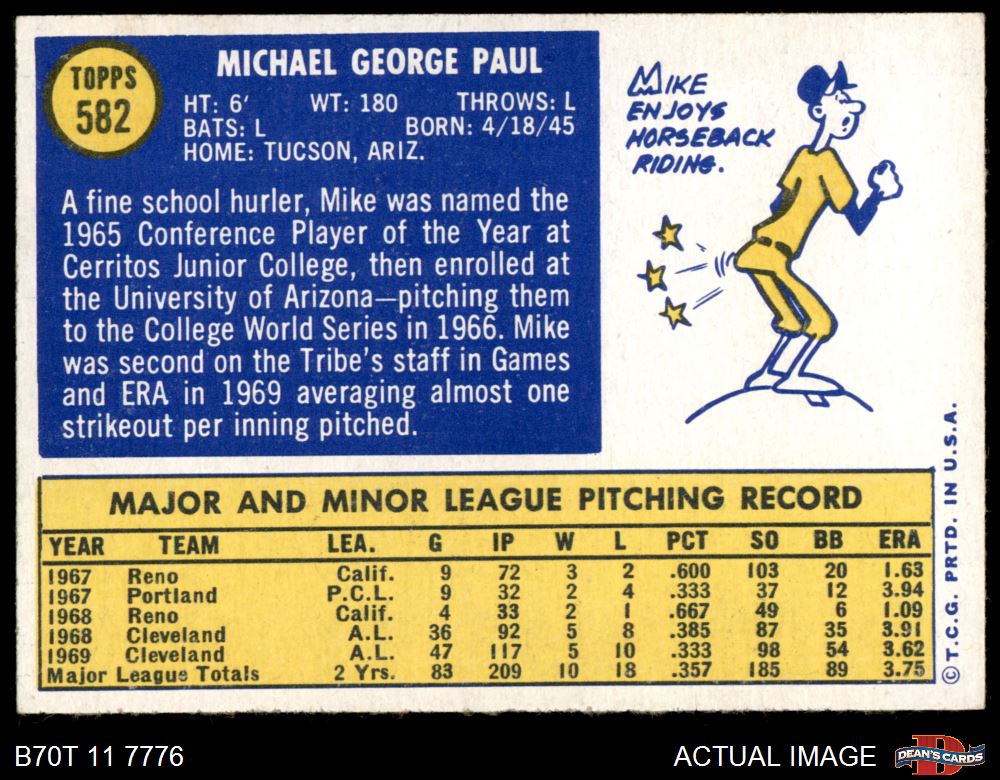 TOPPS
582
MICHAEL GEORGE PAUL
HT: 6′ WT: 180 THROWS: L
BATS: L BORN: 4/18/45
HOME: TUCSON, ARIZ.
A fine school hurler, Mike was named the
1965 Conference Player of the Year at
Cerritos Junior College, then enrolled at
the University of Arizona—pitching them
to the College World Series in 1966. Mike
was second on the Tribe's staff in Games
and ERA in 1969 averaging almost one
strikeout per inning pitched.
MIKE
ENJOYS
HORSEBACK
RIDING.
MAJOR AND MINOR LEAGUE PITCHING RECORD
YEAR TEAM LEA. G IP W L PCT SO BB ERA
1967 Reno Calif. 9 72 3 2 .600 103 20 1.63
1967 Portland P.C.L. 9 32 2 4 .333 37 12 3.94
1968 Reno Calif. 4 33 2 1 .667 49 6 1.09
1968 Cleveland A.L. 36 92 5 8 .385 87 35 3.91
1969 Cleveland A.L. 47 117 5 10 .333 98 54 3.62
Major League Totals 2 Yrs. 83 209 10 18 .357 185 89 3.75
© T.C.G. PRTD. IN U.S.A.
B70T 11 7776
ACTUAL IMAGE
DEAN'S CARDS